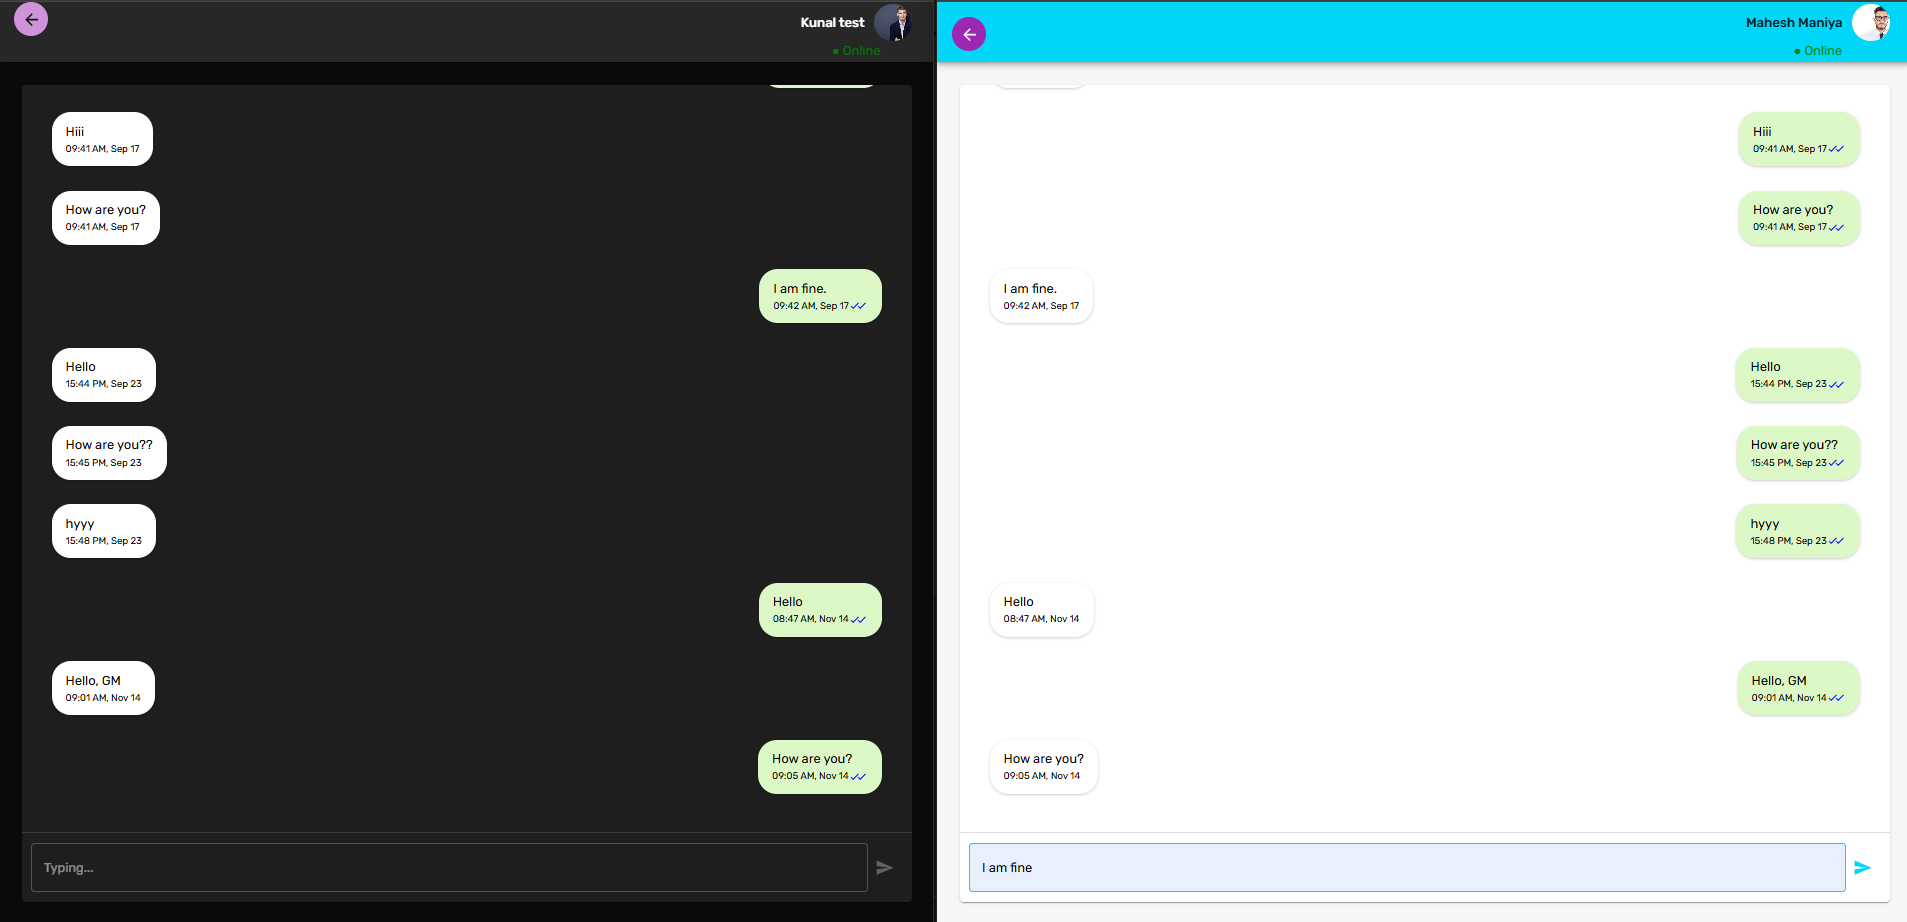 Kunal test
Online
Hiii
09:41 AM, Sep 17
How are you?
09:41 AM, Sep 17
I am fine.
09:42 AM, Sep 17
Hello
15:44 PM, Sep 23
How are you??
15:45 PM, Sep 23
hyyy
15:48 PM, Sep 23
Hello
08:47 AM, Nov 14
Hello, GM
09:01 AM, Nov 14
How are you?
09:05 AM, Nov 14
Typing...
Mahesh Maniya
Online
Hiii
09:41 AM, Sep 17
How are you?
09:41 AM, Sep 17
I am fine.
09:42 AM, Sep 17
Hello
15:44 PM, Sep 23
How are you??
15:45 PM, Sep 23
hyyy
15:48 PM, Sep 23
Hello
08:47 AM, Nov 14
Hello, GM
09:01 AM, Nov 14
How are you?
09:05 AM, Nov 14
I am fine